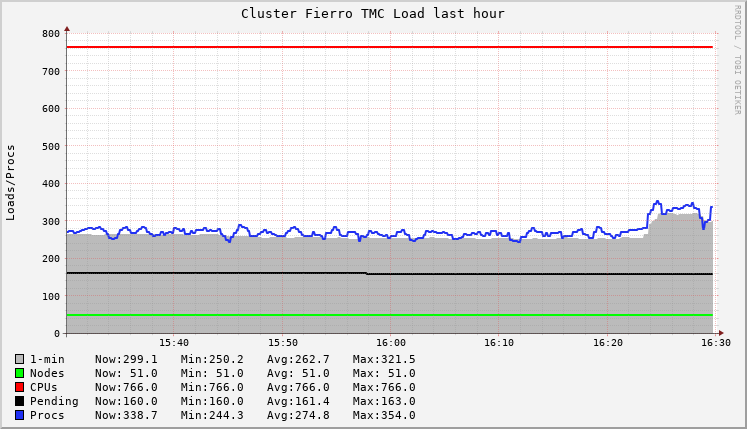 Cluster Fierro TMC Load last hour
RRDTOOL / TOBI OETIKER
Loads/Procs
800
700
600
500
400
300
200
100
0
15:40 15:50 16:00 16:10 16:20 16:30
1-min Now:299.1 Min:250.2 Avg:262.7 Max:321.5
Nodes Now: 51.0 Min: 51.0 Avg: 51.0 Max: 51.0
CPUs Now:766.0 Min:766.0 Avg:766.0 Max:766.0
Pending Now:160.0 Min:160.0 Avg:161.4 Max:163.0
Procs Now:338.7 Min:244.3 Avg:274.8 Max:354.0